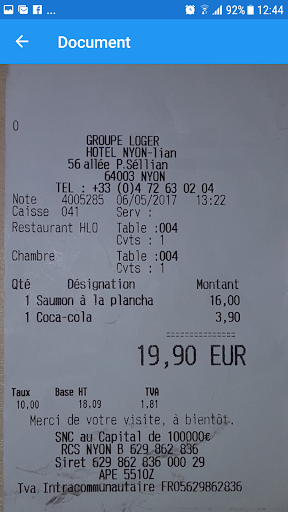 92% 12:44
Document
0
GROUPE LOGER
HOTEL NYON-lian
56 allée P.Séllian
64003 NYON
TEL : +33 (0)4 72 63 02 04
Note 4005285 06/05/2017 13:22
Caisse 041 Serv :
Restaurant HLO Table :004
Cvts : 1
Chambre Table :004
Cvts : 1
Qté Désignation Montant
1 Saumon à la plancha 16,00
1 Coca-cola 3,90
===============
19,90 EUR
Taux Base HT TVA
10.00 18.09 1.81
Merci de votre visite, à bientôt.
SNC au Capital de 100000€
RCS NYON B 629 862 836
Siret 629 862 836 000 29
APE 5510Z
Tva Intracommunautaire FR05629862836